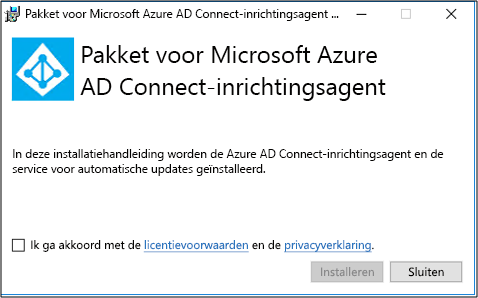 Pakket voor Microsoft Azure AD Connect-inrichtingsagent ...
Pakket voor Microsoft Azure
AD Connect-inrichtingsagent
In deze installatiehandleiding worden de Azure AD Connect-inrichtingsagent en de
service voor automatische updates geïnstalleerd.
Ik ga akkoord met de licentievoorwaarden en de privacyverklaring.
Installeren Sluiten